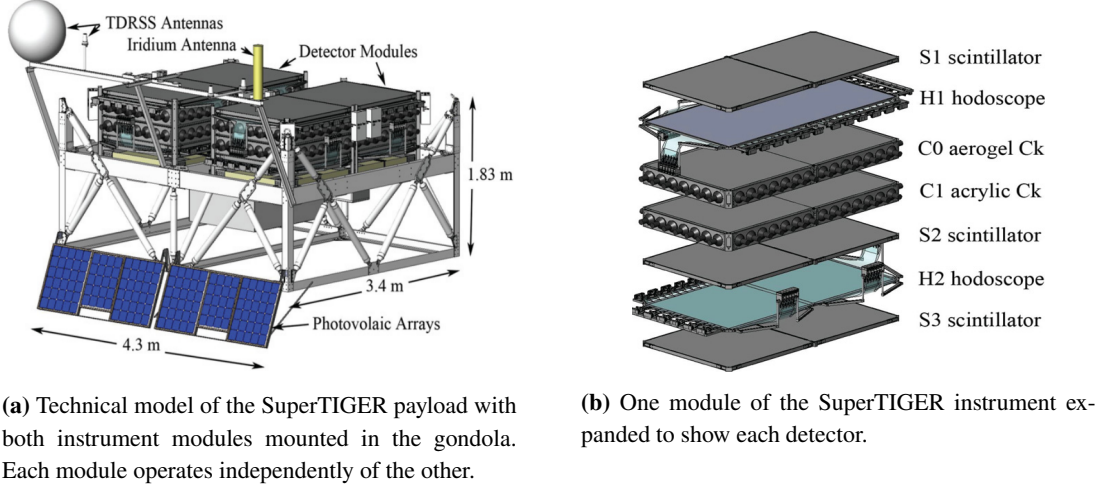 TDRSS Antennas
Iridium Antenna
Detector Modules
1.83 m
3.4 m
Photovolaic Arrays
4.3 m
(a) Technical model of the SuperTIGER payload with
both instrument modules mounted in the gondola.
Each module operates independently of the other.
S1 scintillator
H1 hodoscope
C0 aerogel Ck
C1 acrylic Ck
S2 scintillator
H2 hodoscope
S3 scintillator
(b) One module of the SuperTIGER instrument ex-
panded to show each detector.